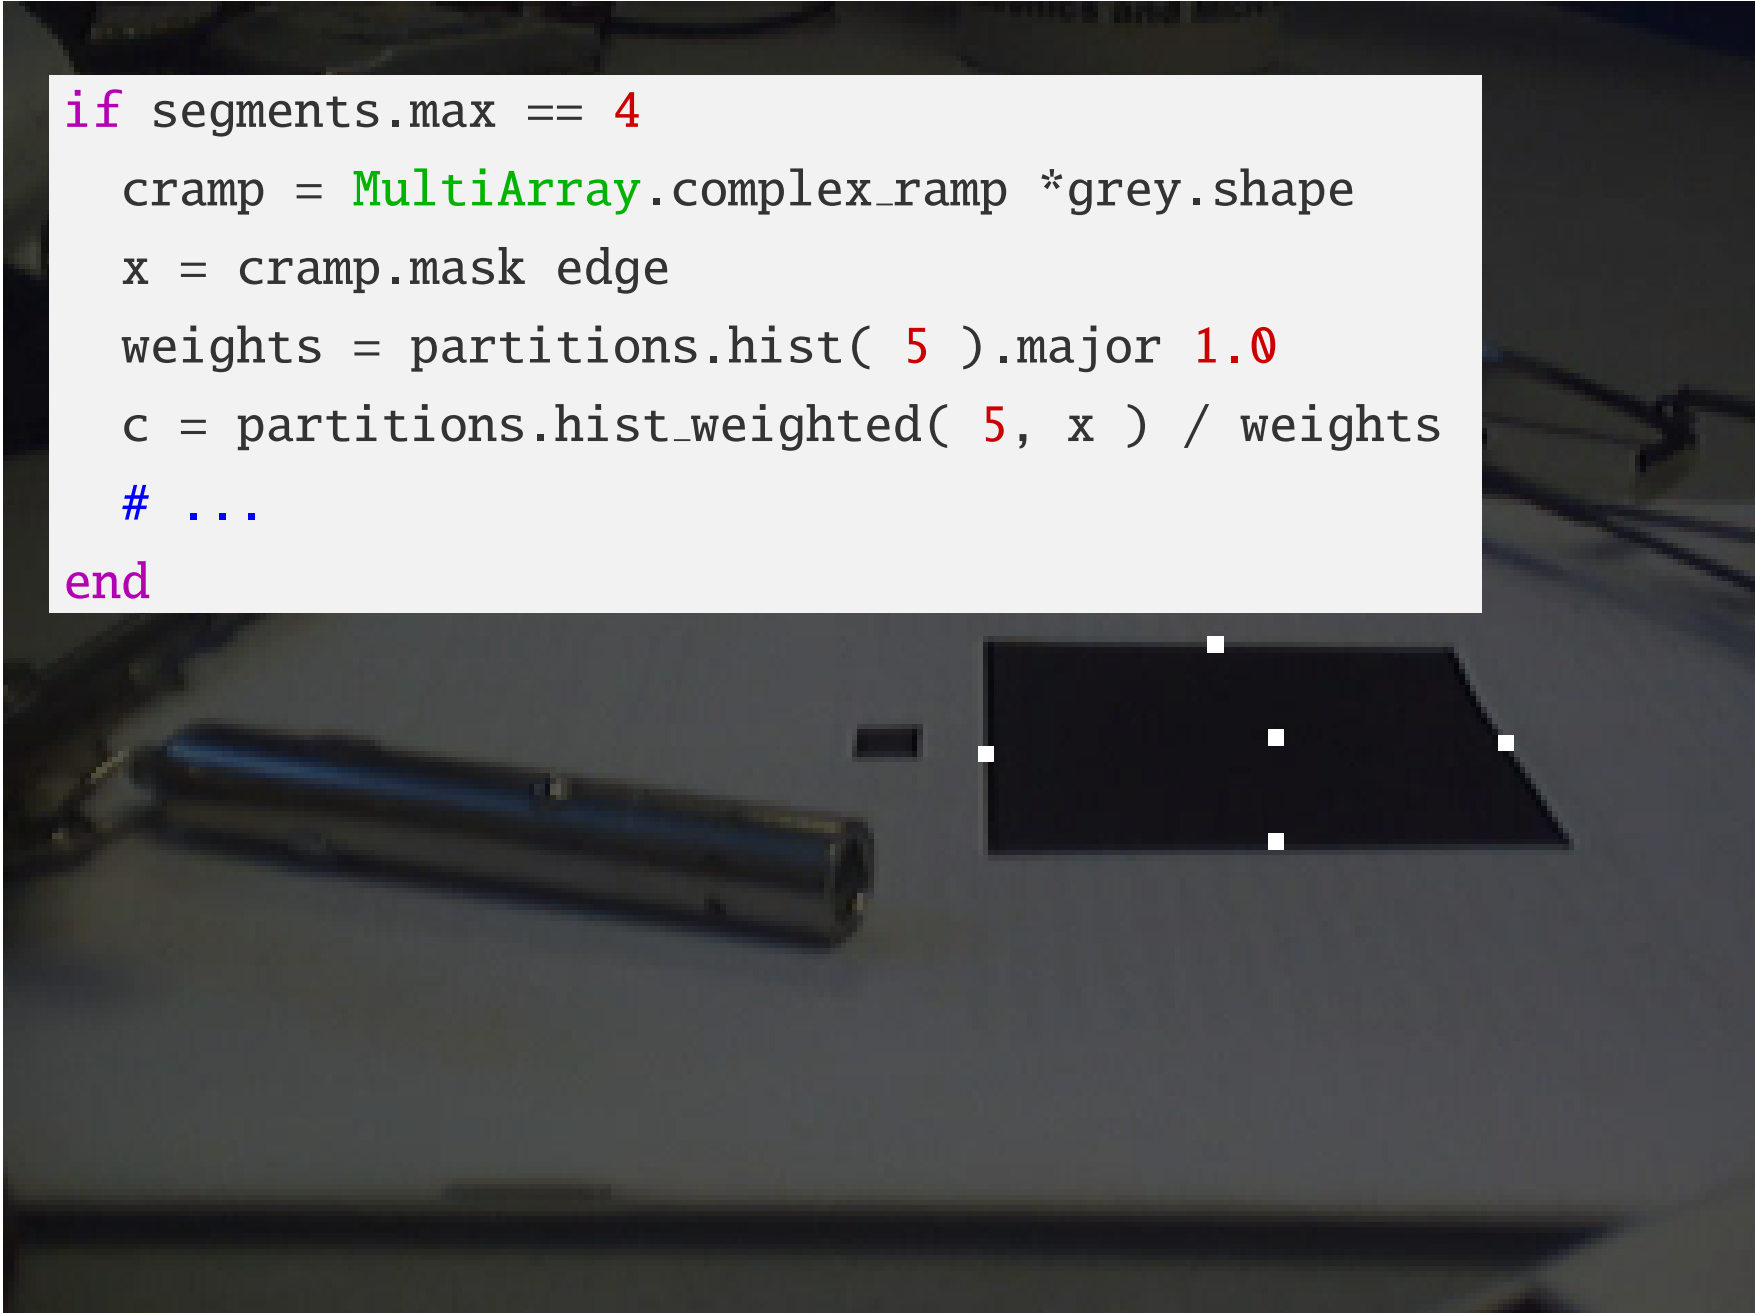 if segments.max == 4
  cramp = MultiArray.complex_ramp *grey.shape
  x = cramp.mask edge
  weights = partitions.hist( 5 ).major 1.0
  c = partitions.hist_weighted( 5, x ) / weights
  # ...
end